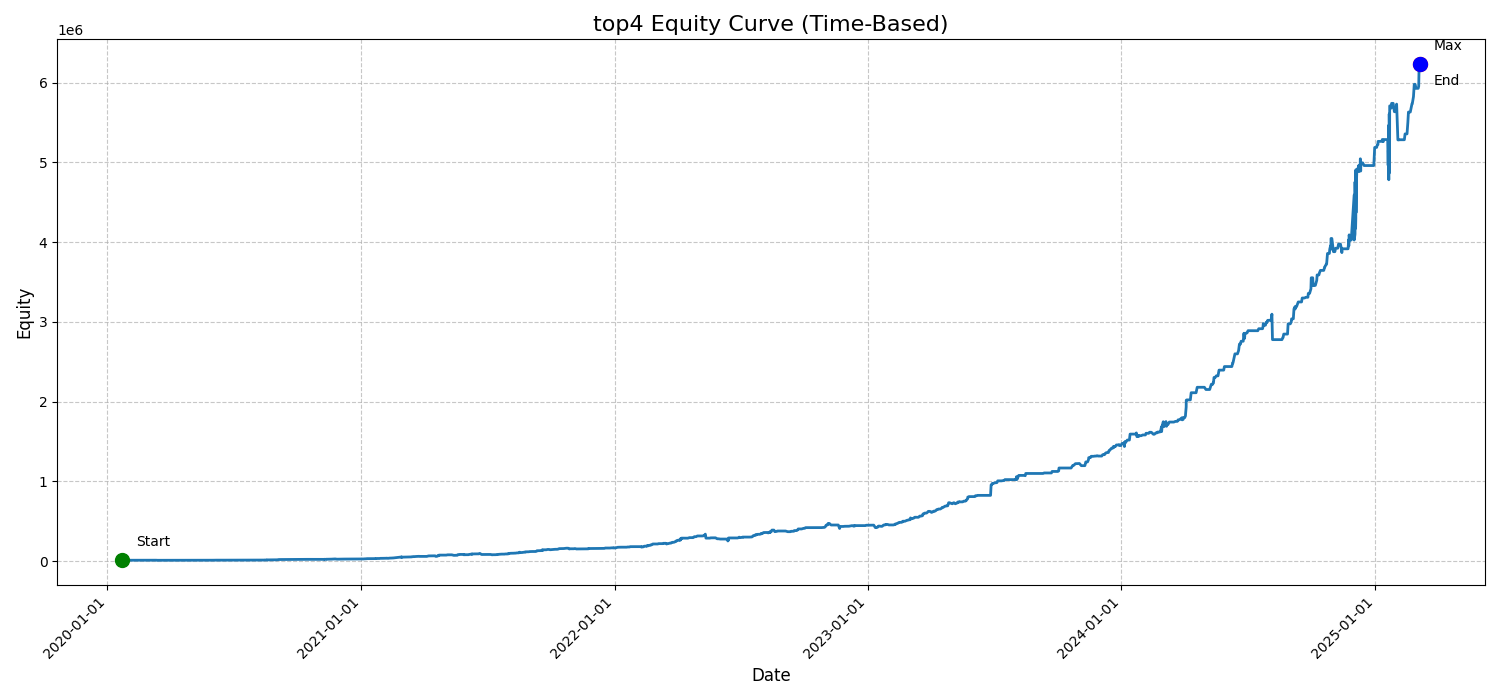 top4 Equity Curve (Time-Based)
1e6
Max
End
6
5
4
3
2
1
0
Equity
Start
2020-01-01
2021-01-01
2022-01-01
2023-01-01
2024-01-01
2025-01-01
Date